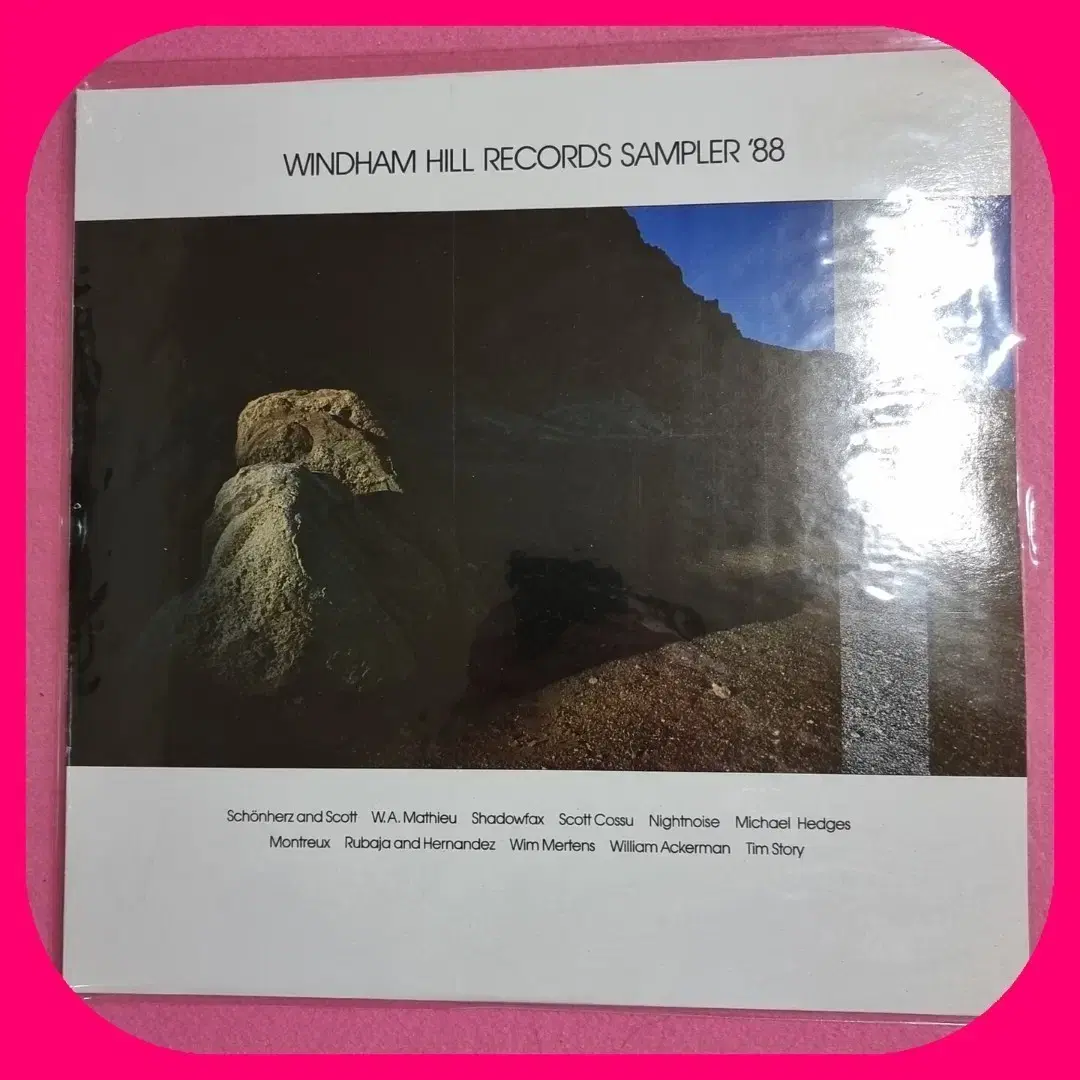 WINDHAM HILL RECORDS SAMPLER '88
Schönherz and Scott W.A. Mathieu Shadowfax Scott Cossu Nightnoise Michael Hedges
Montreux Rubaja and Hernandez Wim Mertens William Ackerman Tim Story